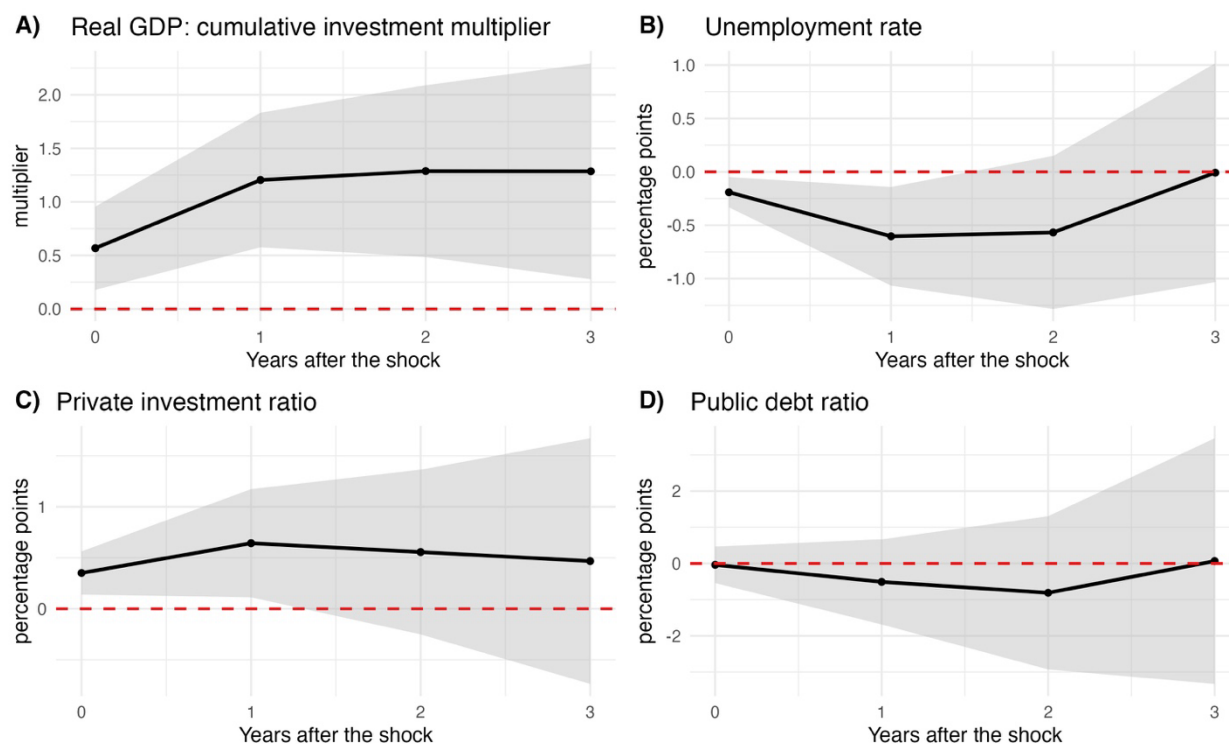 A) Real GDP: cumulative investment multiplier
multiplier
2.0
1.5
1.0
0.5
0.0
0 1 2 3
Years after the shock
B) Unemployment rate
percentage points
1.0
0.5
0.0
-0.5
-1.0
0 1 2 3
Years after the shock
C) Private investment ratio
percentage points
1
0
0 1 2 3
Years after the shock
D) Public debt ratio
percentage points
2
0
-2
0 1 2 3
Years after the shock